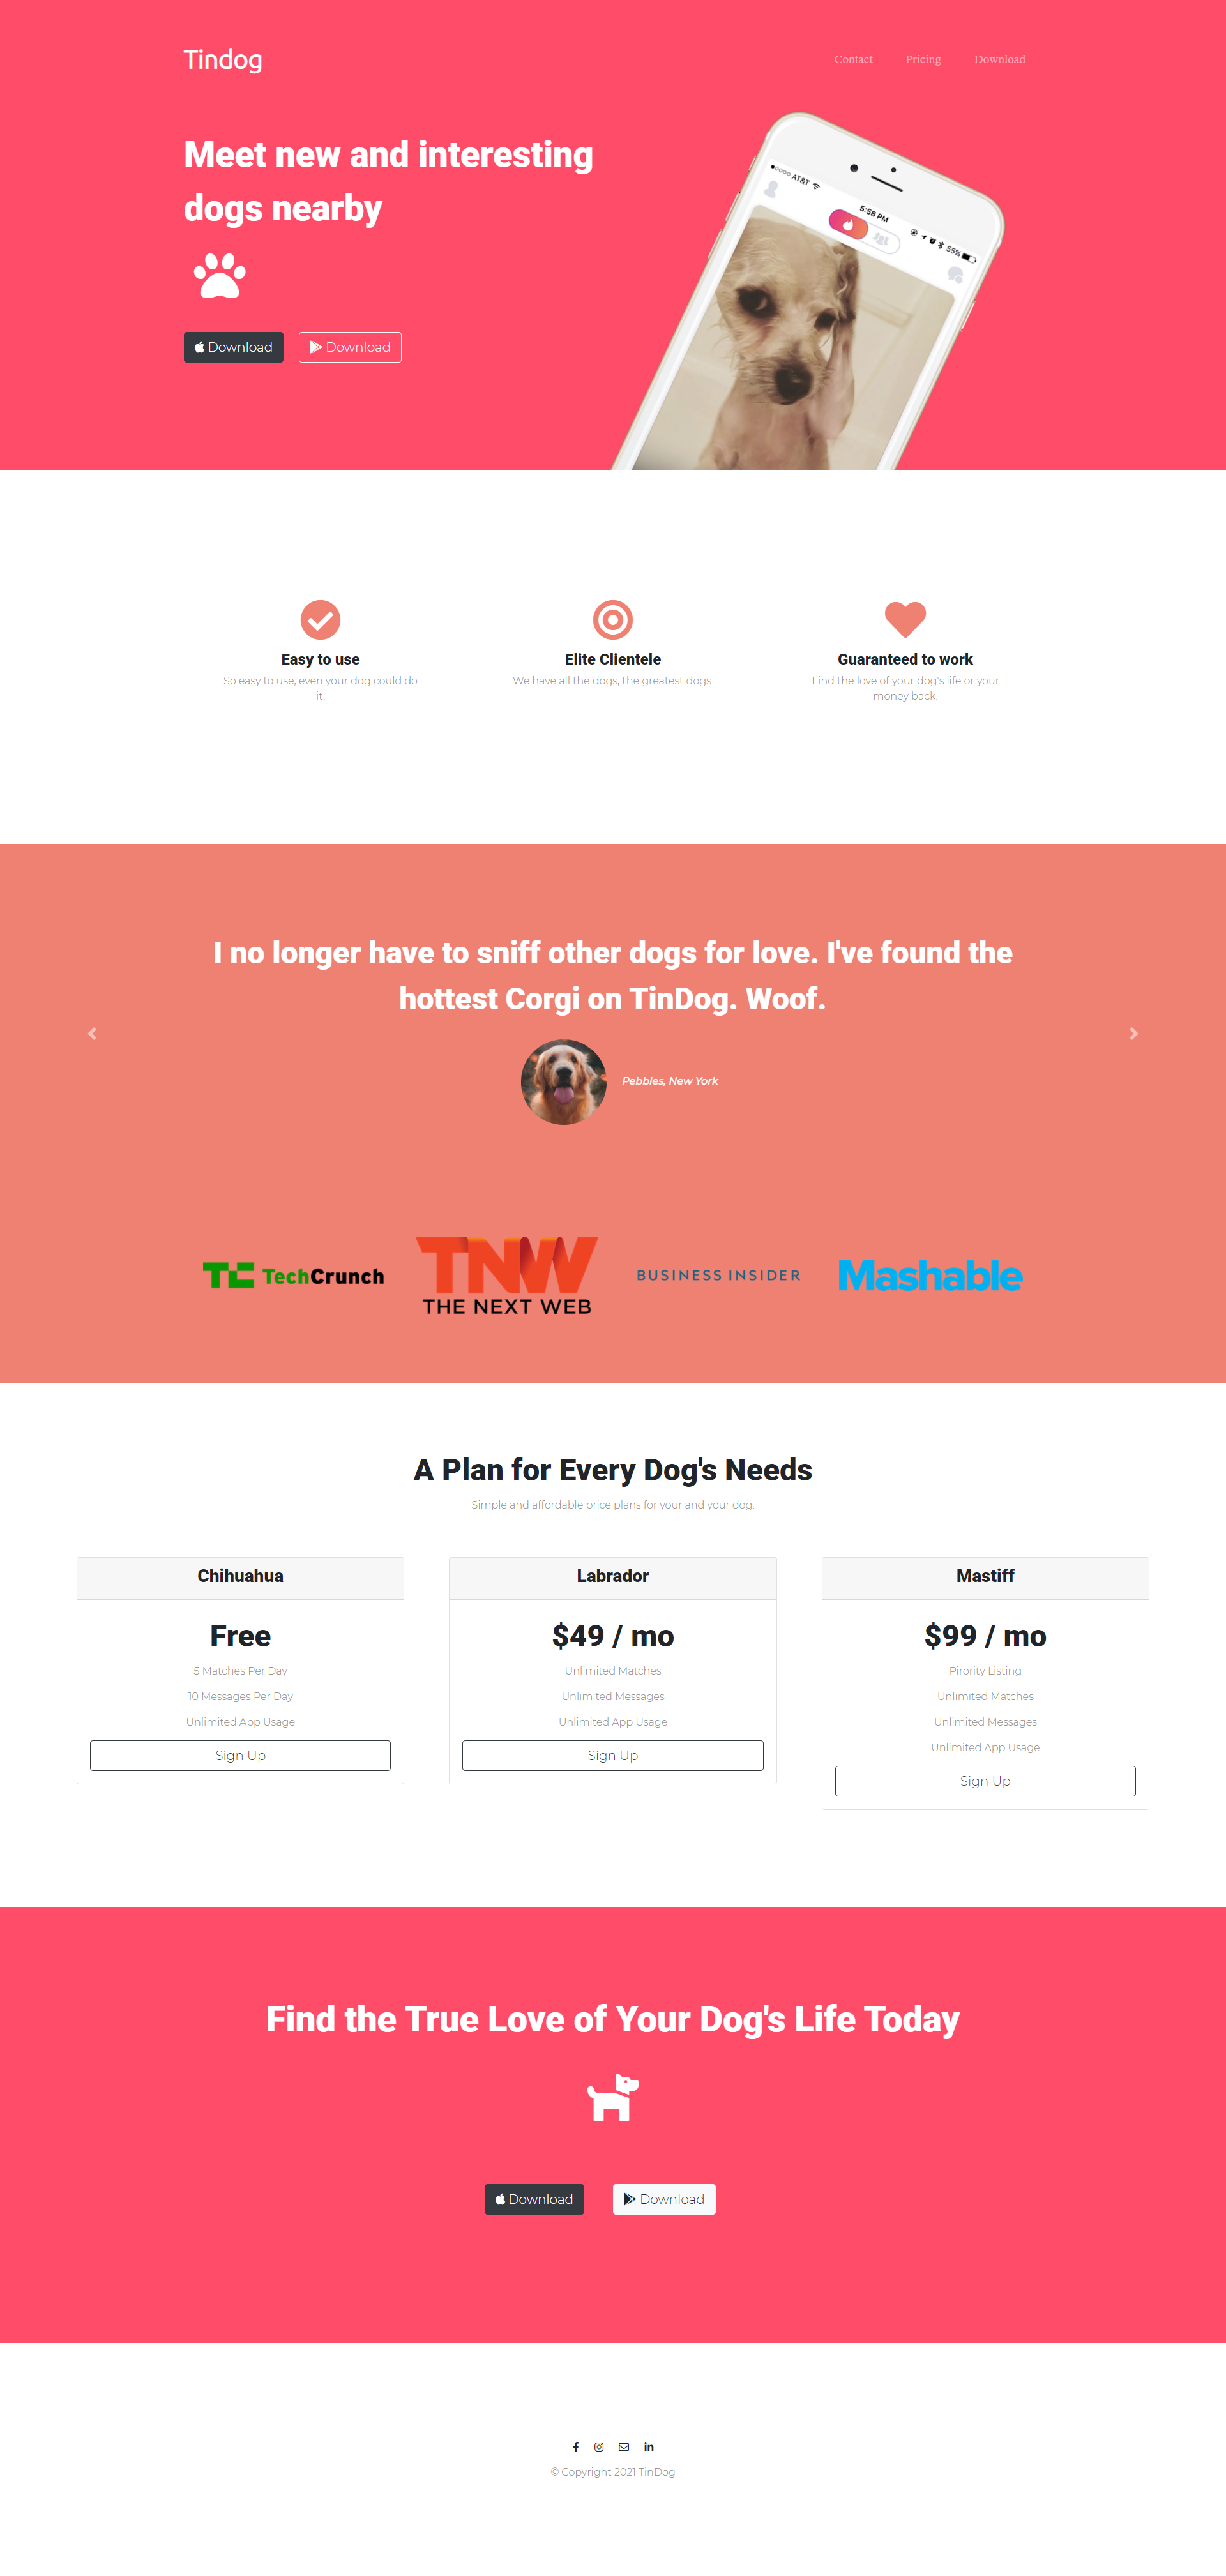 Tindog
Contact
Pricing
Download
Meet new and interesting
dogs nearby
Download
Download
AT&T
5:58 PM
55%
Easy to use
So easy to use, even your dog could do
it.
Elite Clientele
We have all the dogs, the greatest dogs.
Guaranteed to work
Find the love of your dog's life or your
money back.
I no longer have to sniff other dogs for love. I've found the
hottest Corgi on TinDog. Woof.
Pebbles, New York
TC TechCrunch
TNW
THE NEXT WEB
BUSINESS INSIDER
Mashable
A Plan for Every Dog's Needs
Simple and affordable price plans for your and your dog.
Chihuahua
Free
5 Matches Per Day
10 Messages Per Day
Unlimited App Usage
Sign Up
Labrador
$49 / mo
Unlimited Matches
Unlimited Messages
Unlimited App Usage
Sign Up
Mastiff
$99 / mo
Pirority Listing
Unlimited Matches
Unlimited Messages
Unlimited App Usage
Sign Up
Find the True Love of Your Dog's Life Today
Download
Download
© Copyright 2021 TinDog